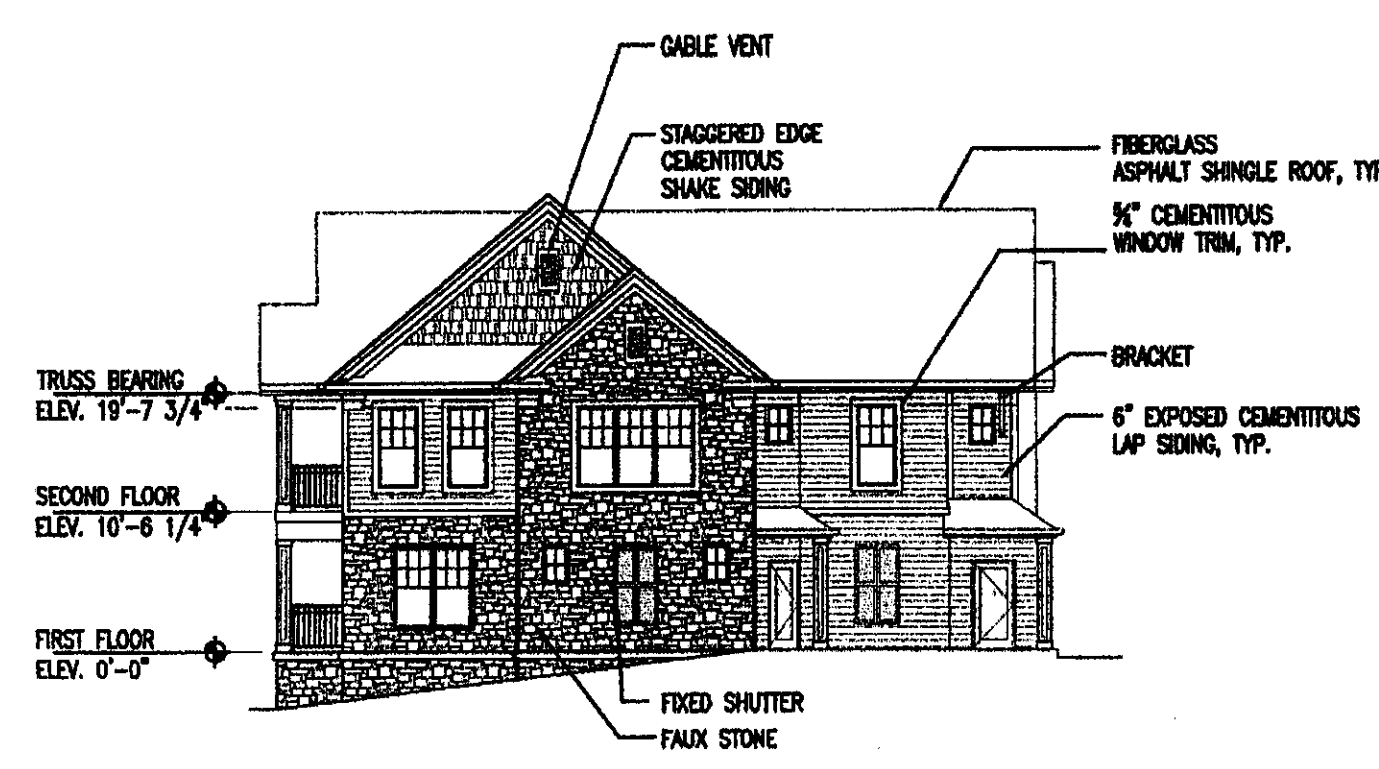 GABLE VENT
STAGGERED EDGE
CEMENTITOUS
SHAKE SIDING
FIBERGLASS
ASPHALT SHINGLE ROOF, TYP
5/4" CEMENTITOUS
WINDOW TRIM, TYP.
BRACKET
6" EXPOSED CEMENTITOUS
LAP SIDING, TYP.
TRUSS BEARING
ELEV. 19'-7 3/4"
SECOND FLOOR
ELEV. 10'-6 1/4"
FIRST FLOOR
ELEV. 0'-0"
FIXED SHUTTER
FAUX STONE